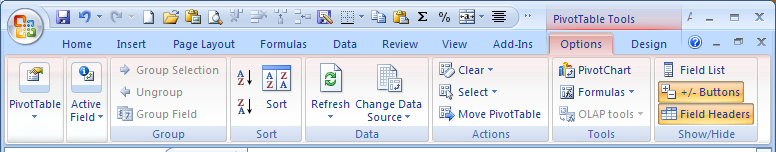 Σ %
PivotTable Tools
Home Insert Page Layout Formulas Data Review View Add-Ins Options Design
PivotTable
Active Field
Group Selection
Ungroup
Group Field
Group
Sort
Sort
Refresh
Change Data Source
Data
Clear
Select
Move PivotTable
Actions
PivotChart
Formulas
OLAP tools
Tools
Field List
+/- Buttons
Field Headers
Show/Hide